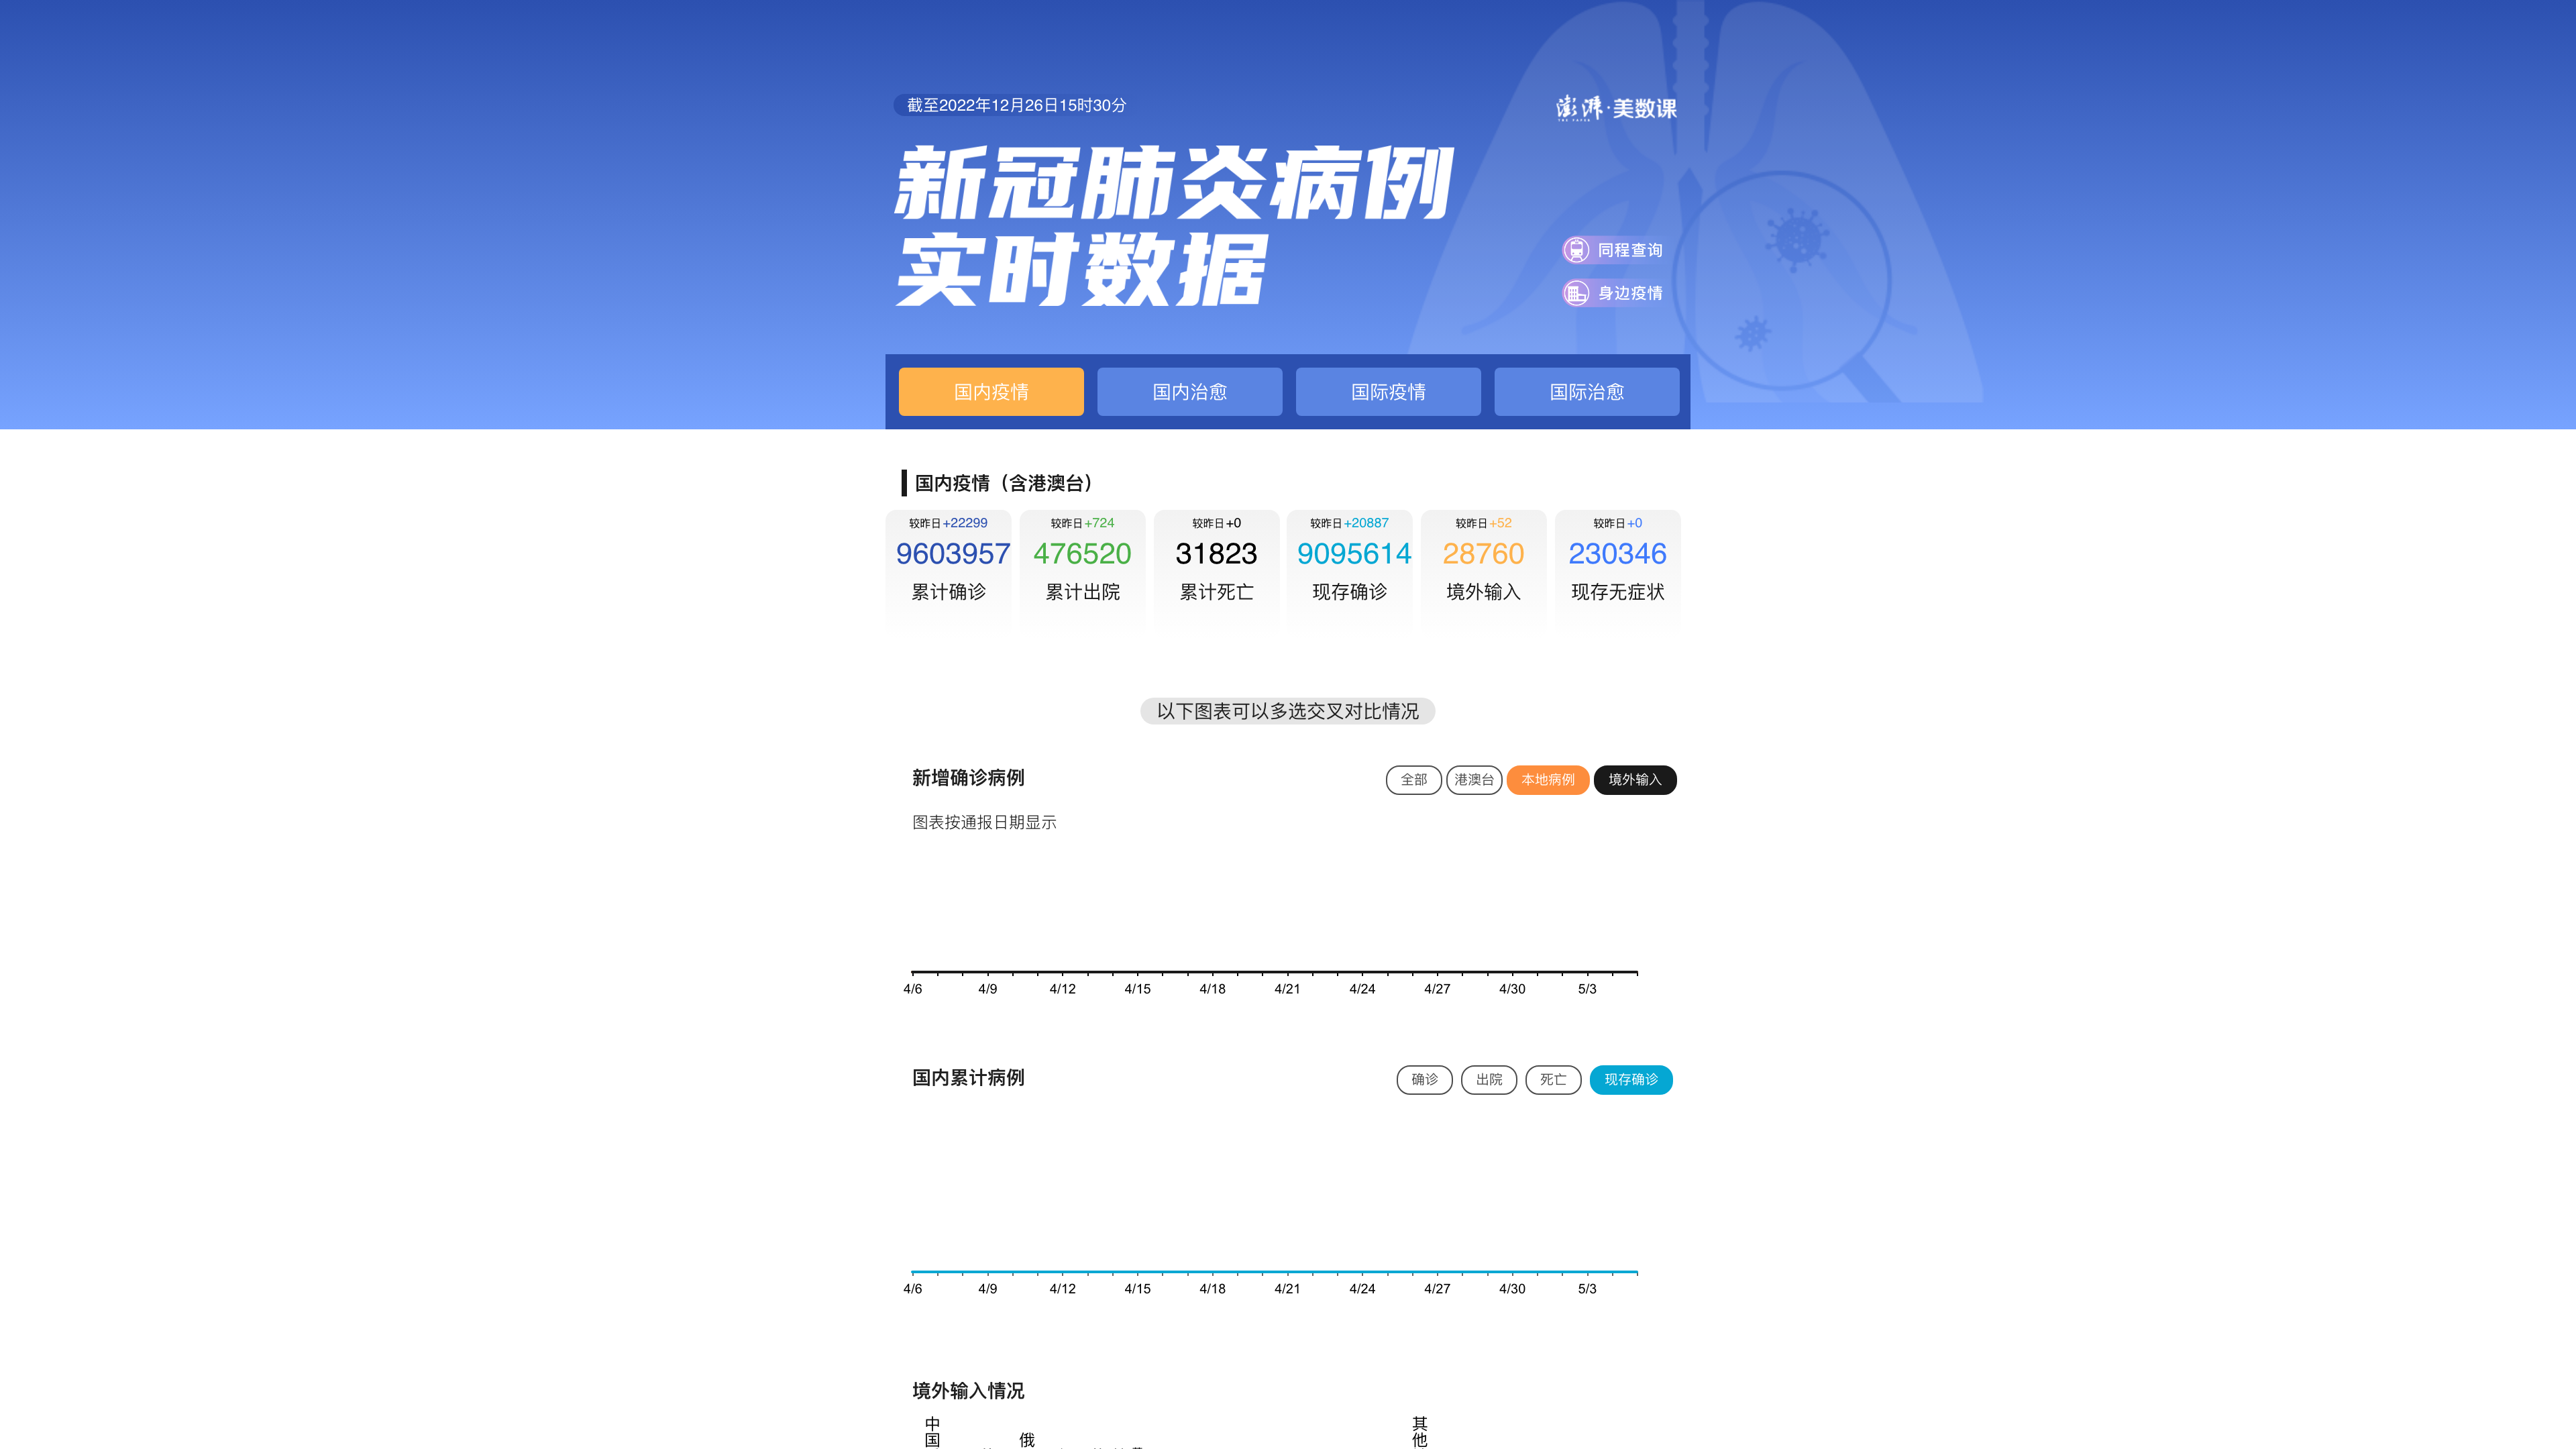 截至2022年12月26日15时30分
澎湃·美数课
THE PAPER
新冠肺炎病例
实时数据
同程查询
身边疫情
国内疫情 国内治愈 国际疫情 国际治愈
国内疫情（含港澳台）
较昨日+22299 较昨日+724 较昨日+0 较昨日+20887 较昨日+52 较昨日+0
9603957 476520 31823 9095614 28760 230346
累计确诊 累计出院 累计死亡 现存确诊 境外输入 现存无症状
以下图表可以多选交叉对比情况
新增确诊病例 全部 港澳台 本地病例 境外输入
图表按通报日期显示
4/6 4/9 4/12 4/15 4/18 4/21 4/24 4/27 4/30 5/3
国内累计病例 确诊 出院 死亡 现存确诊
4/6 4/9 4/12 4/15 4/18 4/21 4/24 4/27 4/30 5/3
境外输入情况
中国
俄
其他